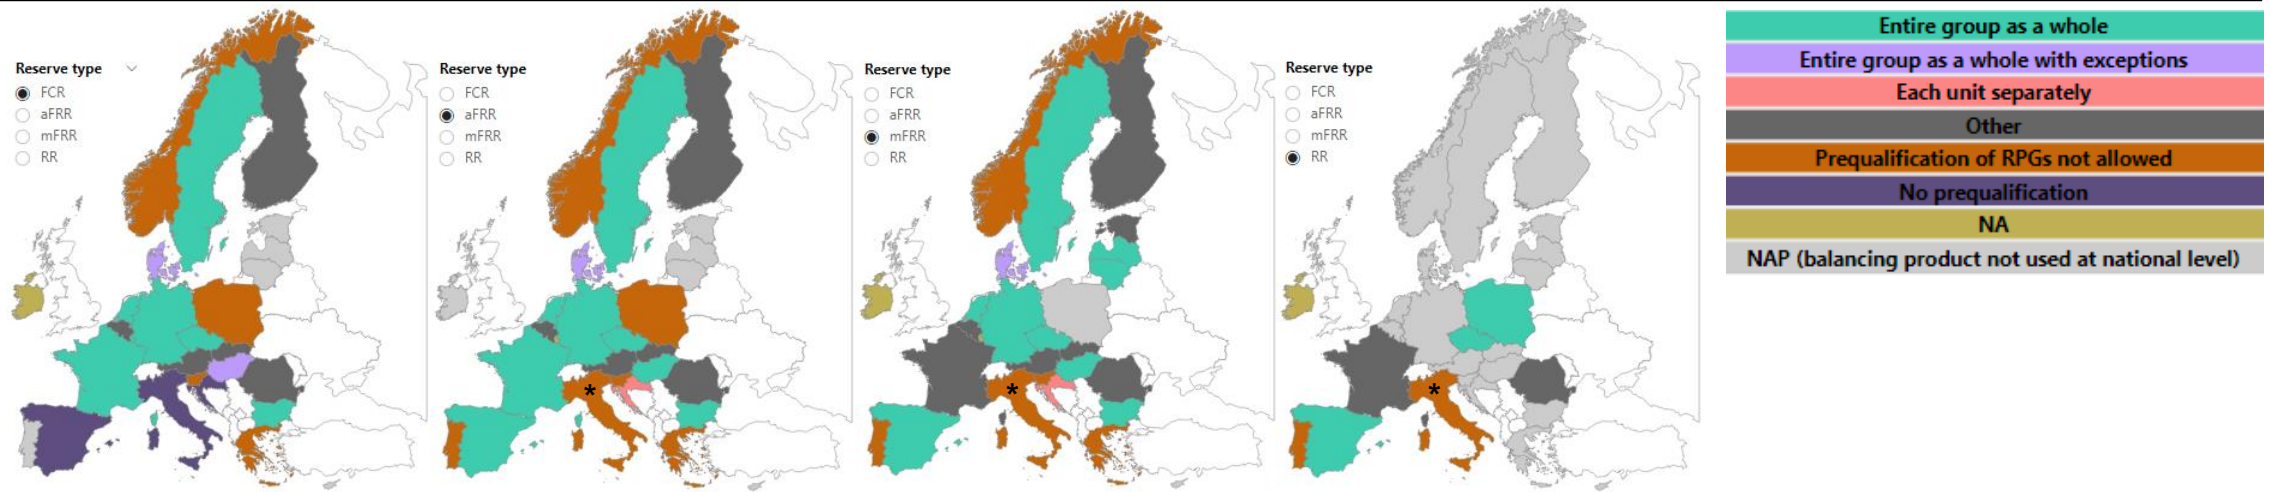 Reserve type
FCR
aFRR
mFRR
RR
Reserve type
FCR
aFRR
mFRR
RR
*
Reserve type
FCR
aFRR
mFRR
RR
*
Reserve type
FCR
aFRR
mFRR
RR
*
Entire group as a whole
Entire group as a whole with exceptions
Each unit separately
Other
Prequalification of RPGs not allowed
No prequalification
NA
NAP (balancing product not used at national level)